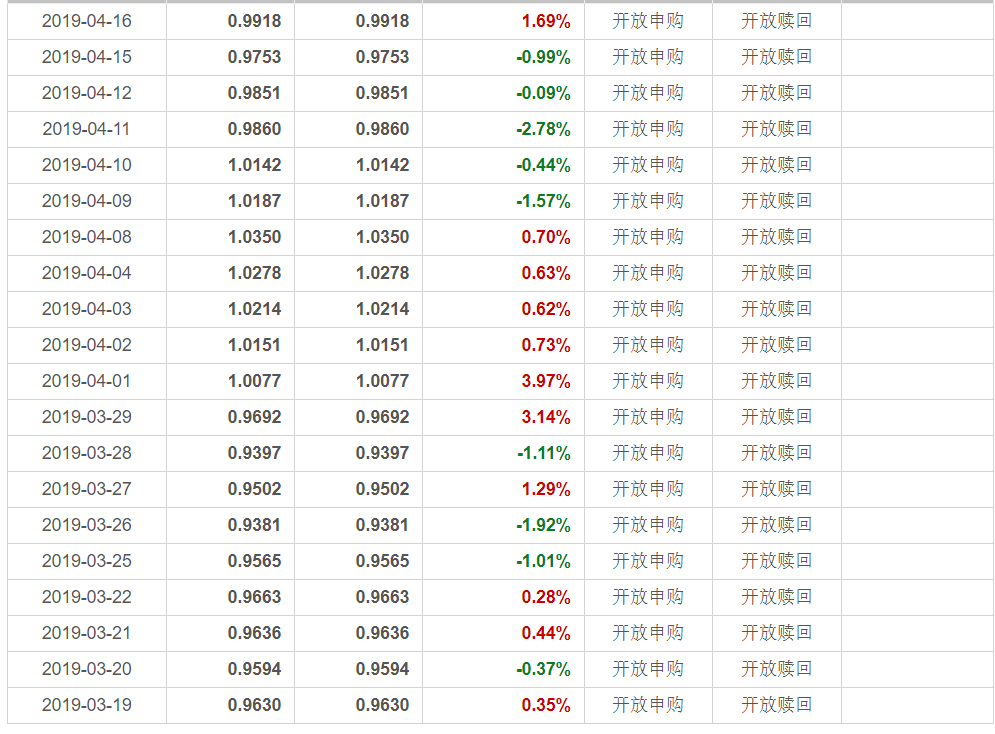 2019-04-16 0.9918 0.9918 1.69% 开放申购 开放赎回
2019-04-15 0.9753 0.9753 -0.99% 开放申购 开放赎回
2019-04-12 0.9851 0.9851 -0.09% 开放申购 开放赎回
2019-04-11 0.9860 0.9860 -2.78% 开放申购 开放赎回
2019-04-10 1.0142 1.0142 -0.44% 开放申购 开放赎回
2019-04-09 1.0187 1.0187 -1.57% 开放申购 开放赎回
2019-04-08 1.0350 1.0350 0.70% 开放申购 开放赎回
2019-04-04 1.0278 1.0278 0.63% 开放申购 开放赎回
2019-04-03 1.0214 1.0214 0.62% 开放申购 开放赎回
2019-04-02 1.0151 1.0151 0.73% 开放申购 开放赎回
2019-04-01 1.0077 1.0077 3.97% 开放申购 开放赎回
2019-03-29 0.9692 0.9692 3.14% 开放申购 开放赎回
2019-03-28 0.9397 0.9397 -1.11% 开放申购 开放赎回
2019-03-27 0.9502 0.9502 1.29% 开放申购 开放赎回
2019-03-26 0.9381 0.9381 -1.92% 开放申购 开放赎回
2019-03-25 0.9565 0.9565 -1.01% 开放申购 开放赎回
2019-03-22 0.9663 0.9663 0.28% 开放申购 开放赎回
2019-03-21 0.9636 0.9636 0.44% 开放申购 开放赎回
2019-03-20 0.9594 0.9594 -0.37% 开放申购 开放赎回
2019-03-19 0.9630 0.9630 0.35% 开放申购 开放赎回